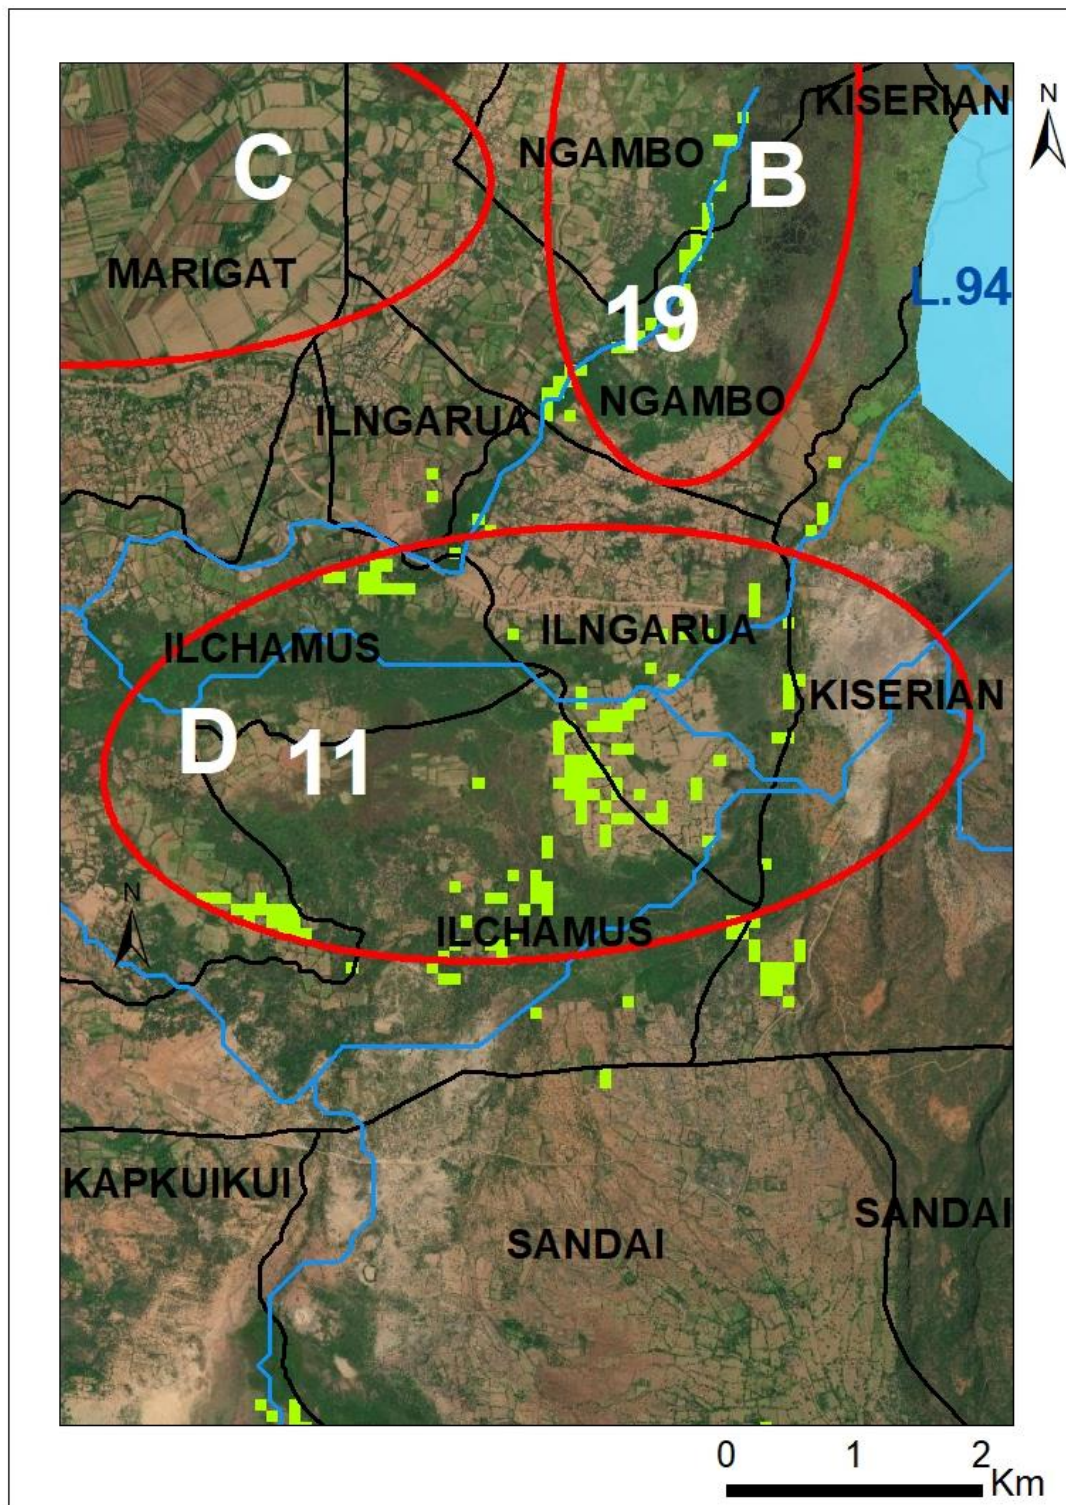 KISERIAN
N
NGAMBO
B
C
MARIGAT
L.94
19
NGAMBO
ILNGARUA
ILNGARUA
ILCHAMUS
KISERIAN
D
11
N
ILCHAMUS
KAPKUIKUI
SANDAI
SANDAI
0 1 2
Km